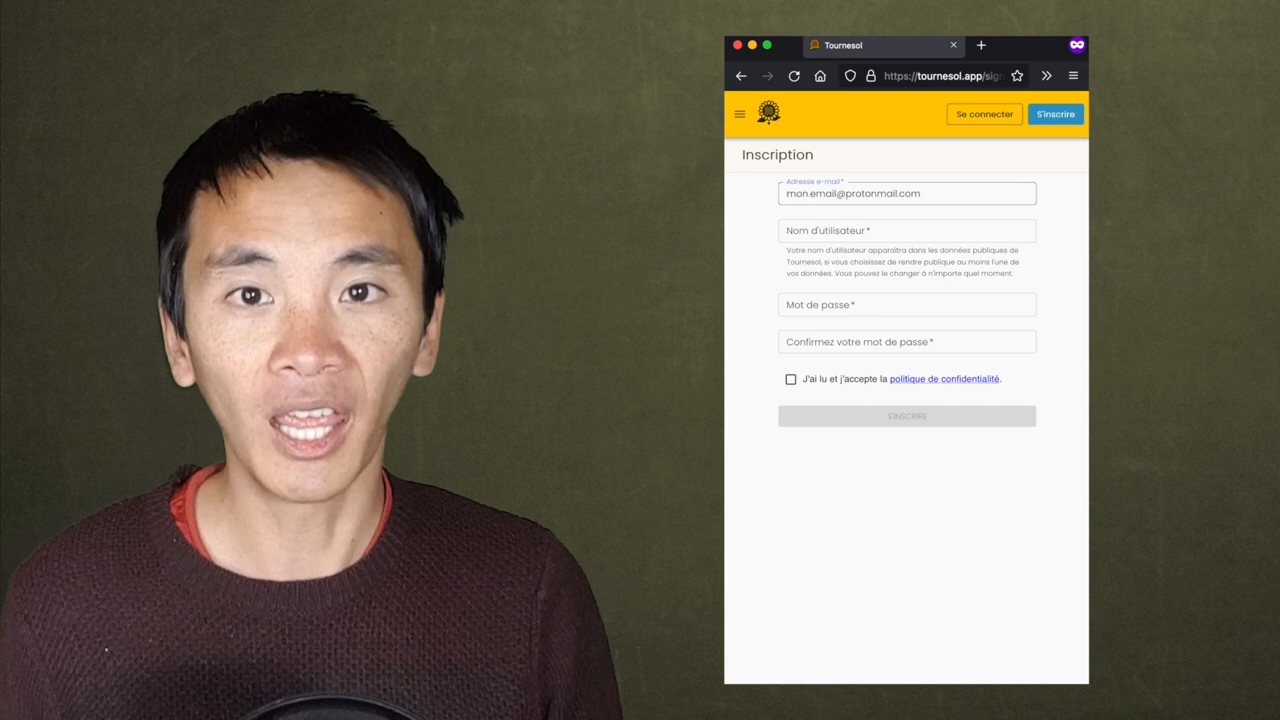 Tournesol
https://tournesol.app/sig
Se connecter
S'inscrire
Inscription
Adresse e-mail*
mon.email@protonmail.com
Nom d'utilisateur*
Votre nom d'utilisateur apparaîtra dans les données publiques de
Tournesol, si vous choisissez de rendre publique au moins l'une de
vos données. Vous pouvez le changer à n'importe quel moment.
Mot de passe*
Confirmez votre mot de passe*
J'ai lu et j'accepte la politique de confidentialité.
S'INSCRIRE